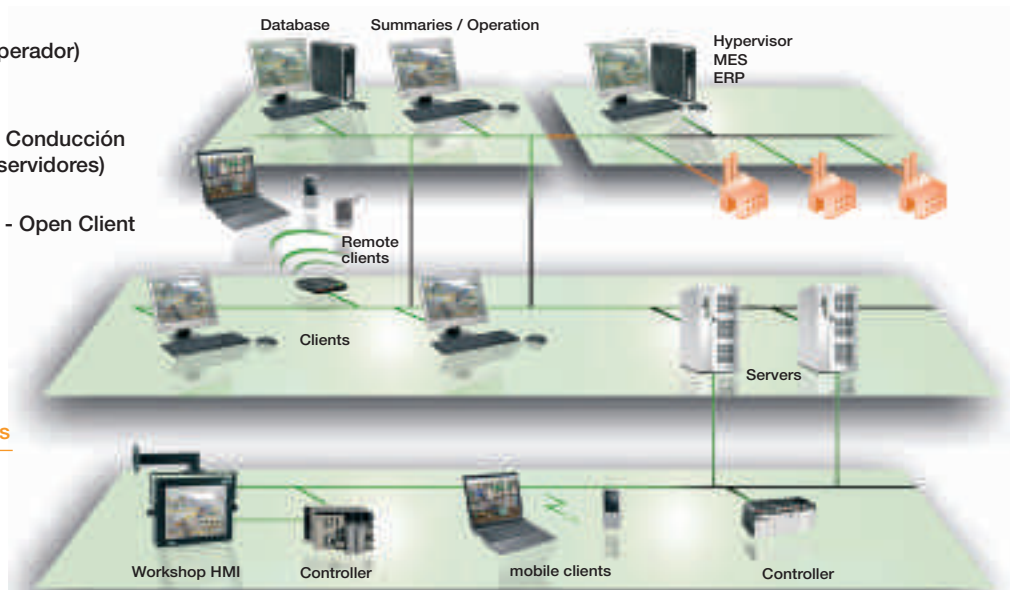 Database
Summaries / Operation
Hypervisor
MES
ERP
perador)
Conducción
servidores)
- Open Client
Remote
clients
Clients
Servers
s
Workshop HMI
Controller
mobile clients
Controller